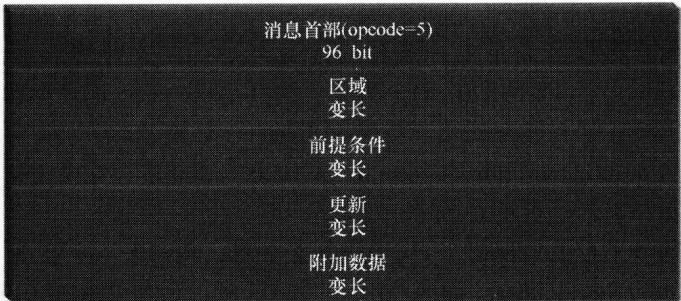 消息首部(opcode=5)
96 bit
区域
变长
前提条件
变长
更新
变长
附加数据
变长